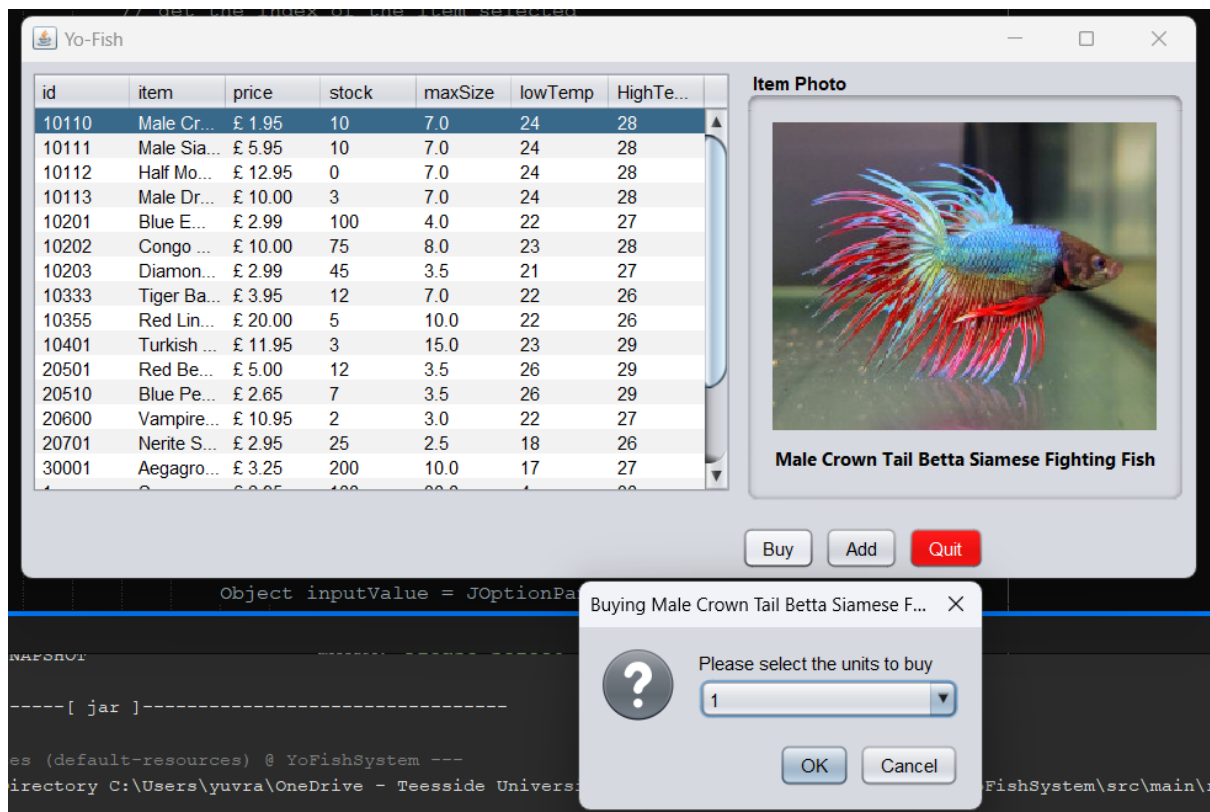 // get the index of the item selected
Yo-Fish
id item price stock maxSize lowTemp HighTe...
10110 Male Cr... £ 1.95 10 7.0 24 28
10111 Male Sia... £ 5.95 10 7.0 24 28
10112 Half Mo... £ 12.95 0 7.0 24 28
10113 Male Dr... £ 10.00 3 7.0 24 28
10201 Blue E... £ 2.99 100 4.0 22 27
10202 Congo ... £ 10.00 75 8.0 23 28
10203 Diamon... £ 2.99 45 3.5 21 27
10333 Tiger Ba... £ 3.95 12 7.0 22 26
10355 Red Lin... £ 20.00 5 10.0 22 26
10401 Turkish ... £ 11.95 3 15.0 23 29
20501 Red Be... £ 5.00 12 3.5 26 29
20510 Blue Pe... £ 2.65 7 3.5 26 29
20600 Vampire... £ 10.95 2 3.0 22 27
20701 Nerite S... £ 2.95 25 2.5 18 26
30001 Aegagro... £ 3.25 200 10.0 17 27
Item Photo
Male Crown Tail Betta Siamese Fighting Fish
Buy Add Quit
Object inputValue = JOptionPa
Buying Male Crown Tail Betta Siamese F...
Please select the units to buy
1
OK Cancel
NAPSHOT
-----[ jar ]---------------------------------
es (default-resources) @ YoFishSystem ---
irectory C:\Users\yuvra\OneDrive - Teesside Univers
FishSystem\src\main\